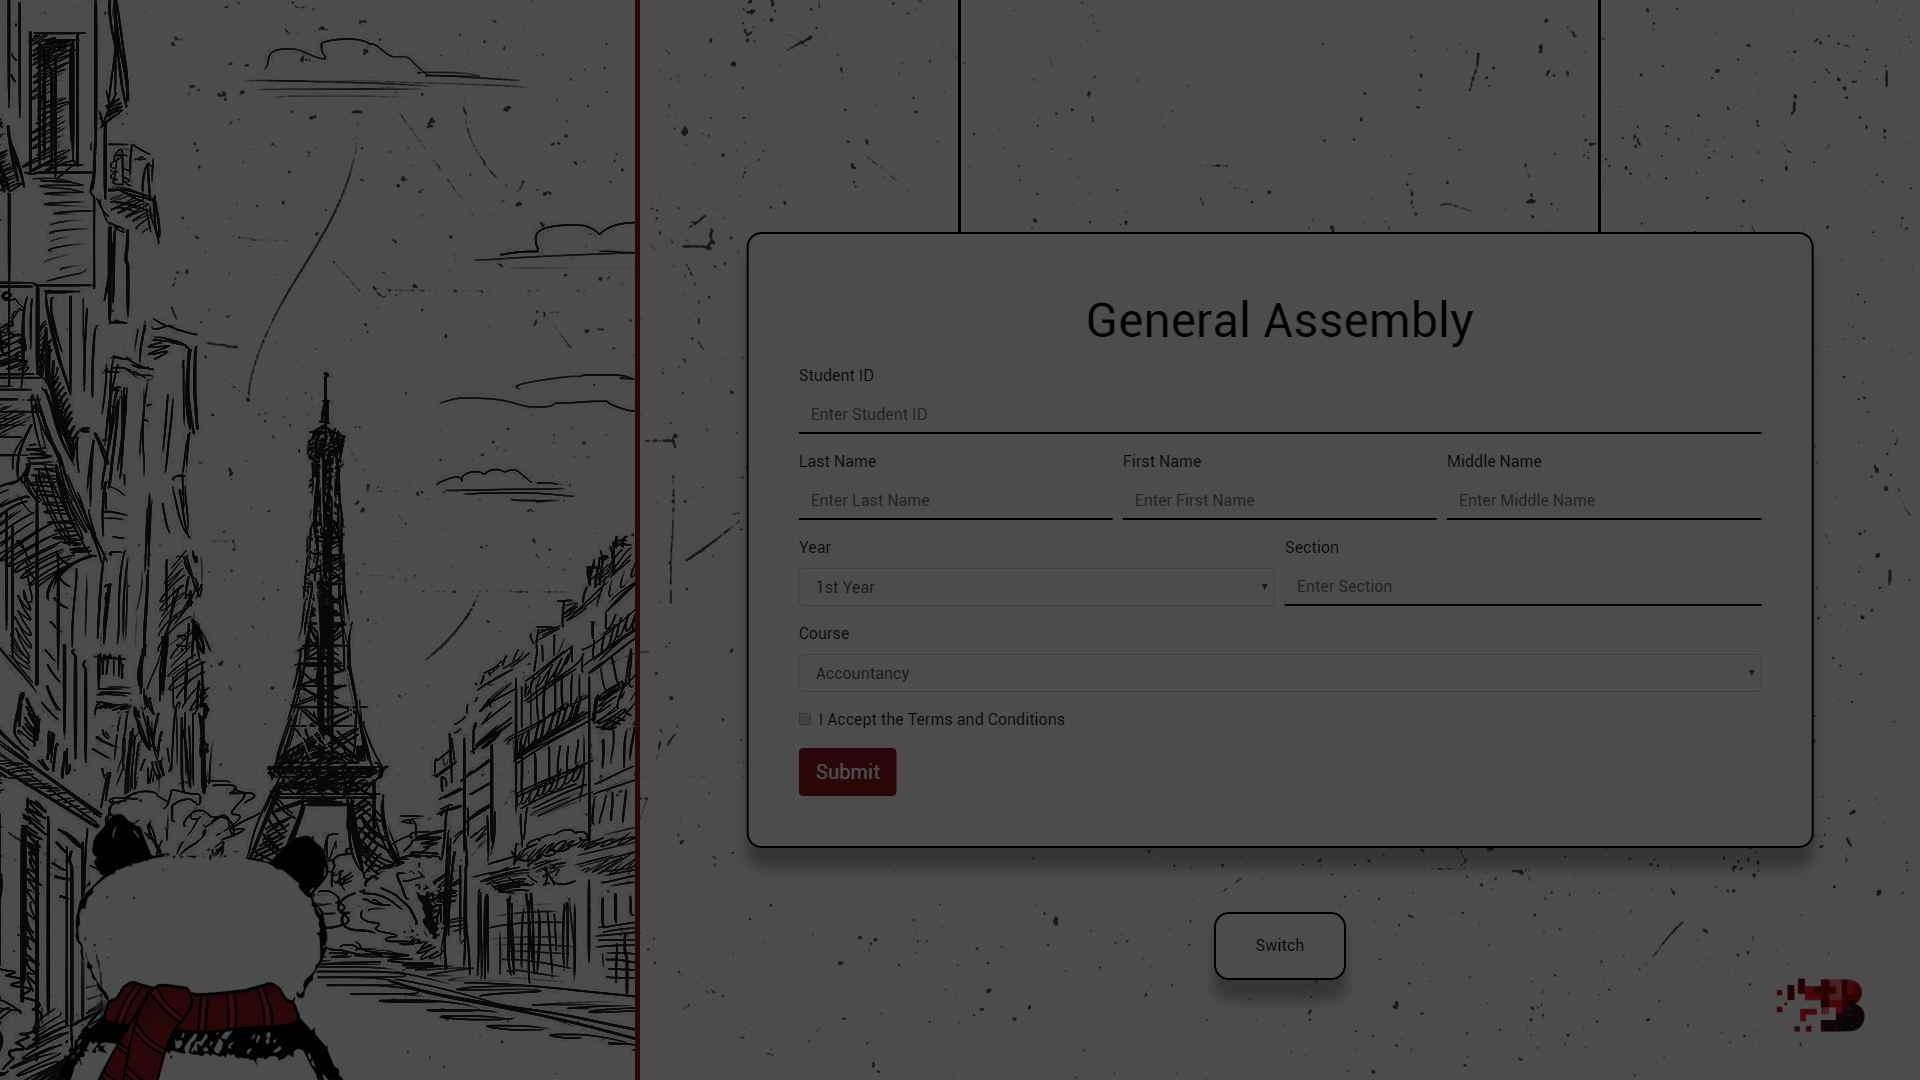 General Assembly
Student ID
Enter Student ID
Last Name First Name Middle Name
Enter Last Name Enter First Name Enter Middle Name
Year Section
1st Year Enter Section
Course
Accountancy
I Accept the Terms and Conditions
Submit
Switch
B